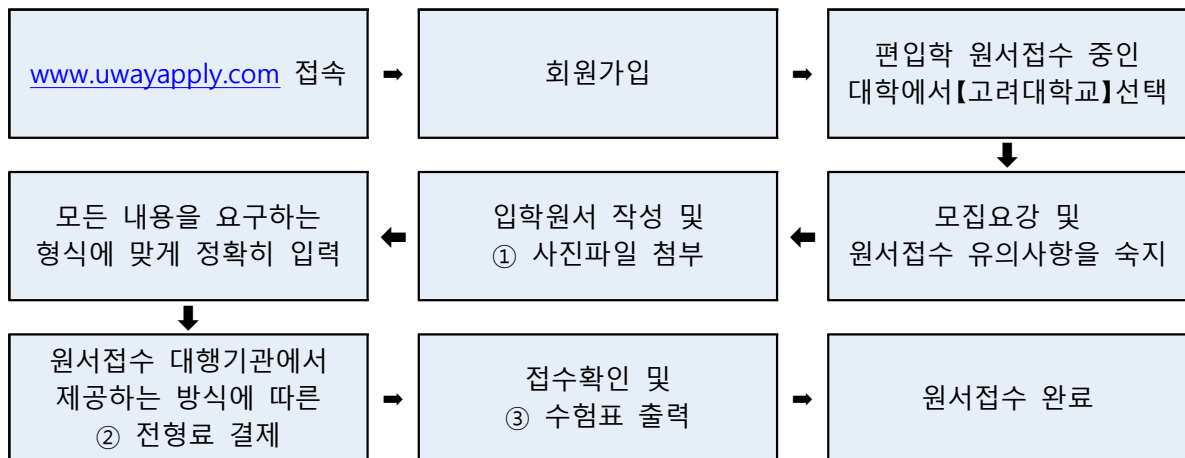 www.uwayapply.com 접속
회원가입
편입학 원서접수 중인
대학에서【고려대학교】선택
모집요강 및
원서접수 유의사항을 숙지
입학원서 작성 및
① 사진파일 첨부
모든 내용을 요구하는
형식에 맞게 정확히 입력
원서접수 대행기관에서
제공하는 방식에 따른
② 전형료 결제
접수확인 및
③ 수험표 출력
원서접수 완료